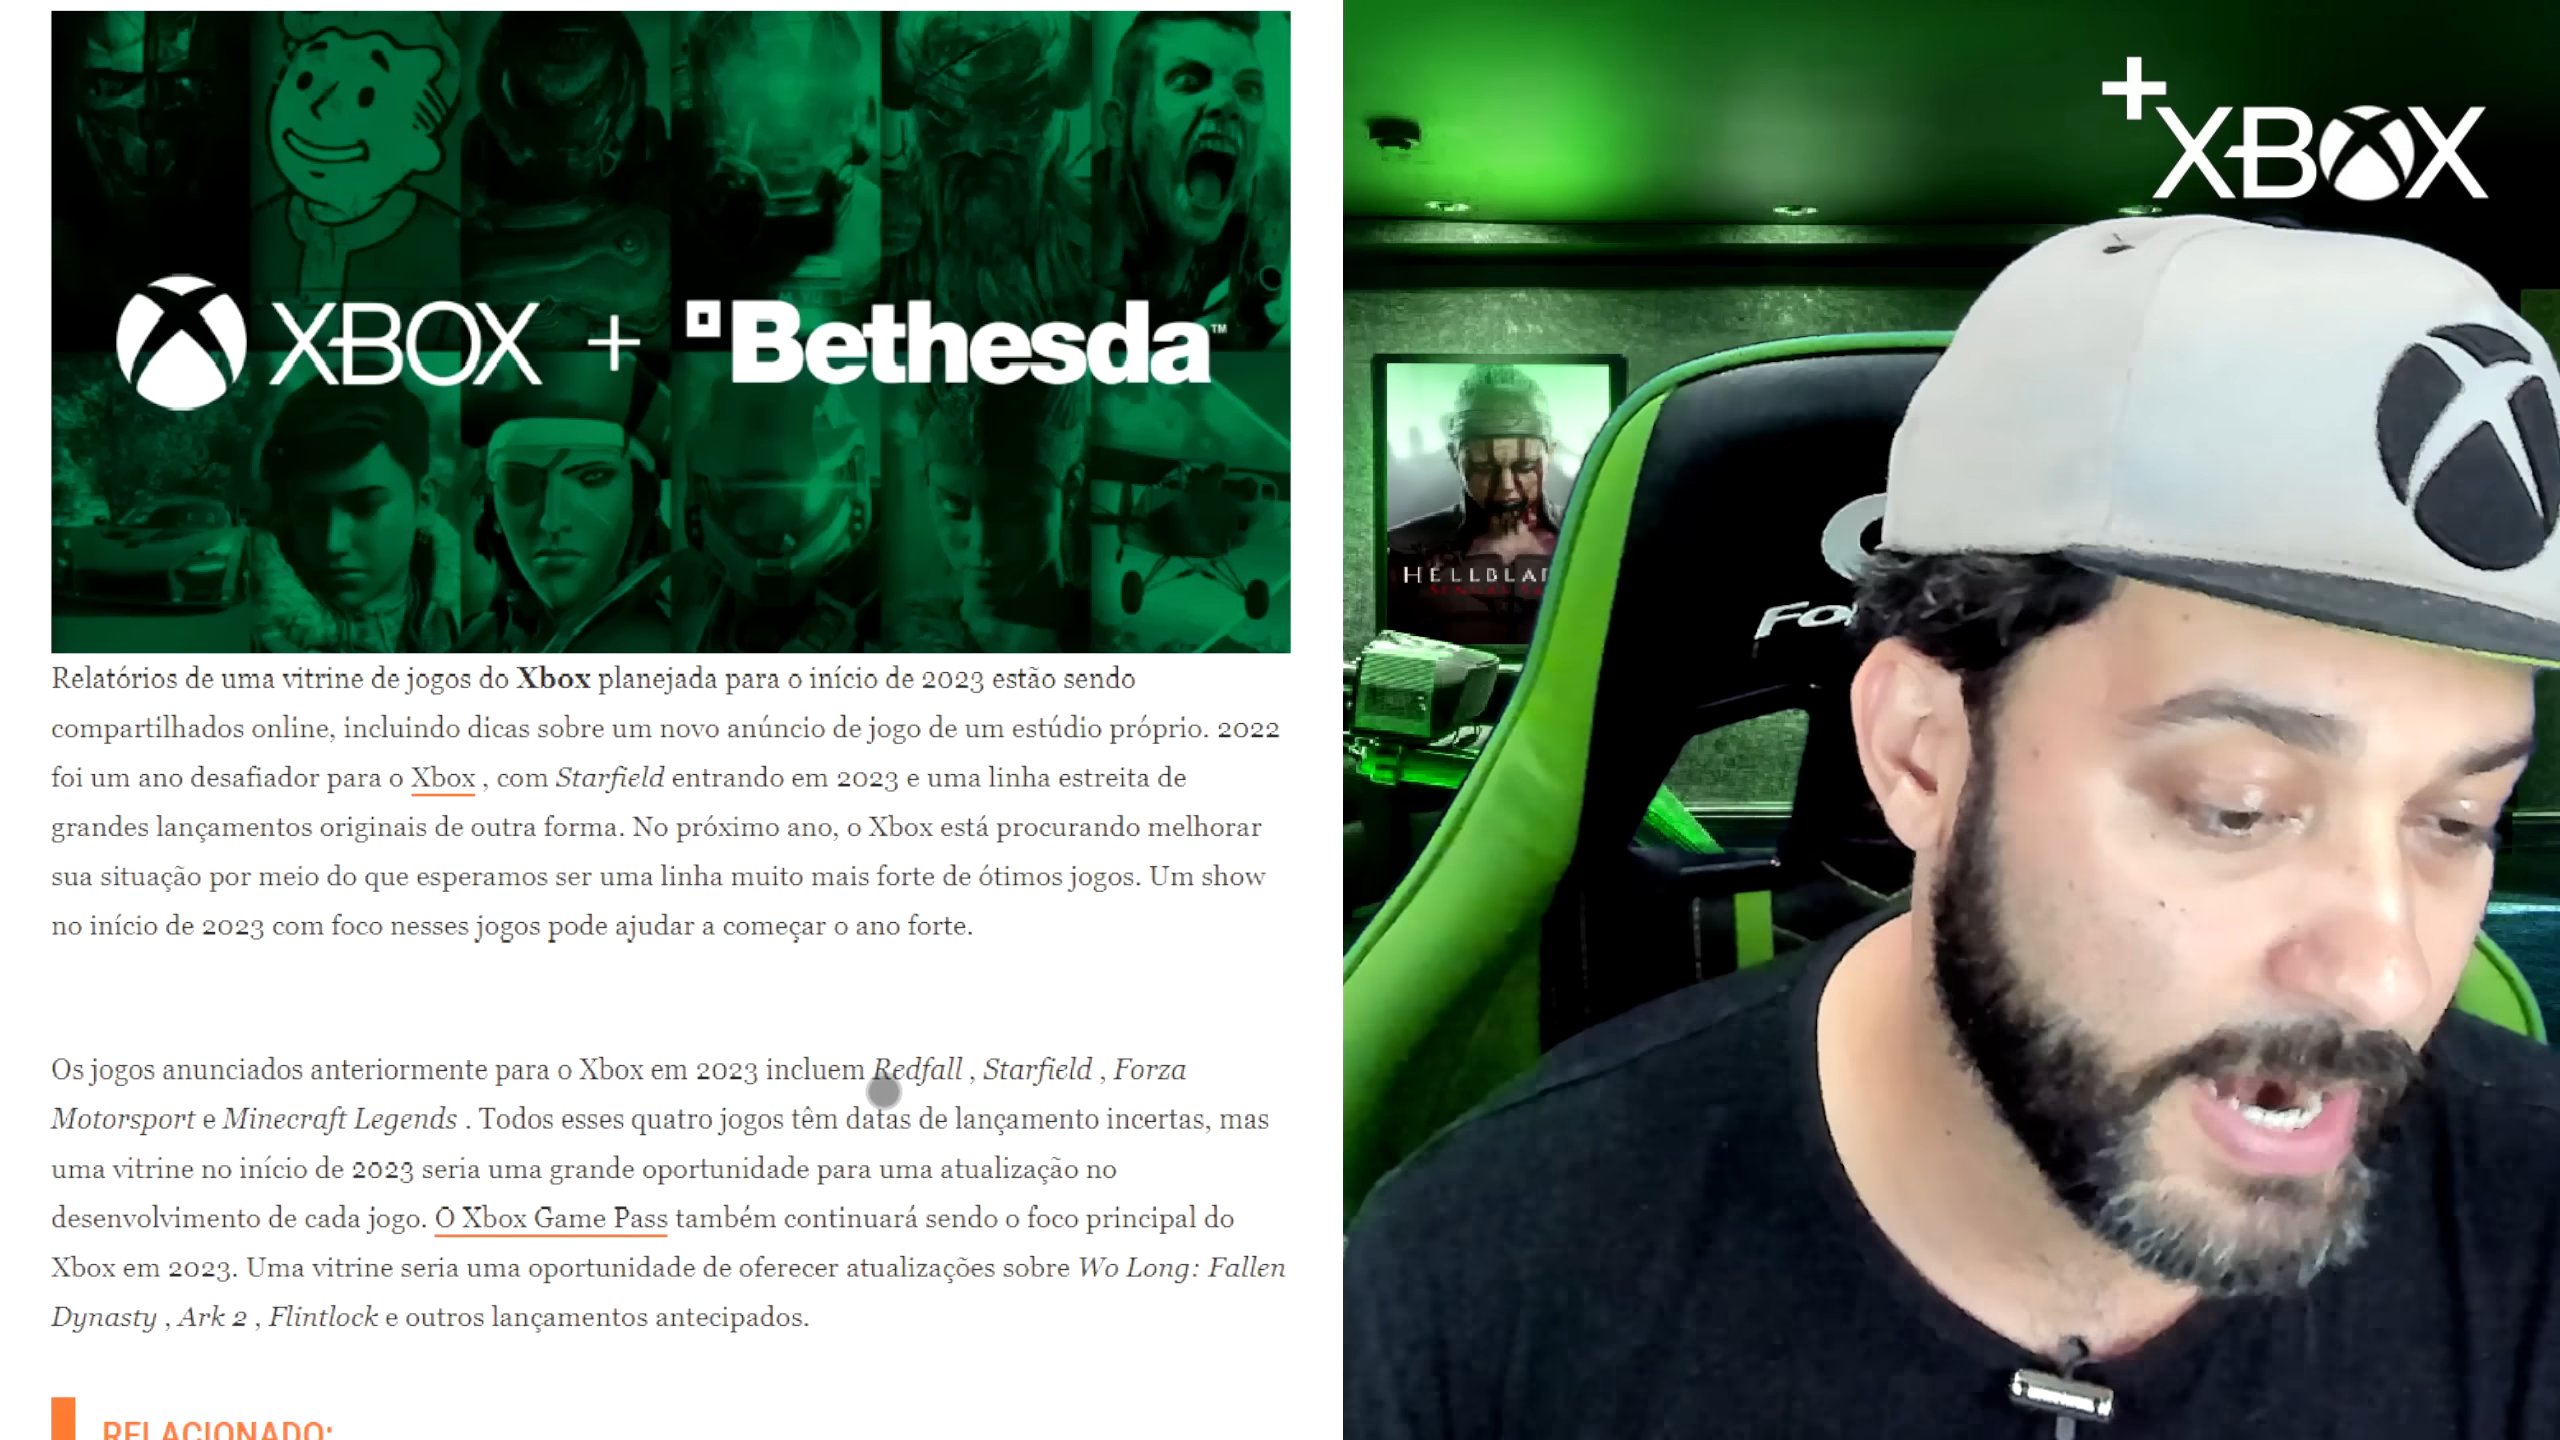 XBOX + Bethesda™
Relatórios de uma vitrine de jogos do Xbox planejada para o início de 2023 estão sendo
compartilhados online, incluindo dicas sobre um novo anúncio de jogo de um estúdio próprio. 2022
foi um ano desafiador para o Xbox , com Starfield entrando em 2023 e uma linha estreita de
grandes lançamentos originais de outra forma. No próximo ano, o Xbox está procurando melhorar
sua situação por meio do que esperamos ser uma linha muito mais forte de ótimos jogos. Um show
no início de 2023 com foco nesses jogos pode ajudar a começar o ano forte.
Os jogos anunciados anteriormente para o Xbox em 2023 incluem Redfall , Starfield , Forza
Motorsport e Minecraft Legends . Todos esses quatro jogos têm datas de lançamento incertas, mas
uma vitrine no início de 2023 seria uma grande oportunidade para uma atualização no
desenvolvimento de cada jogo. O Xbox Game Pass também continuará sendo o foco principal do
Xbox em 2023. Uma vitrine seria uma oportunidade de oferecer atualizações sobre Wo Long: Fallen
Dynasty , Ark 2 , Flintlock e outros lançamentos antecipados.
RELACIONADO:
+XBOX
HELLBLA